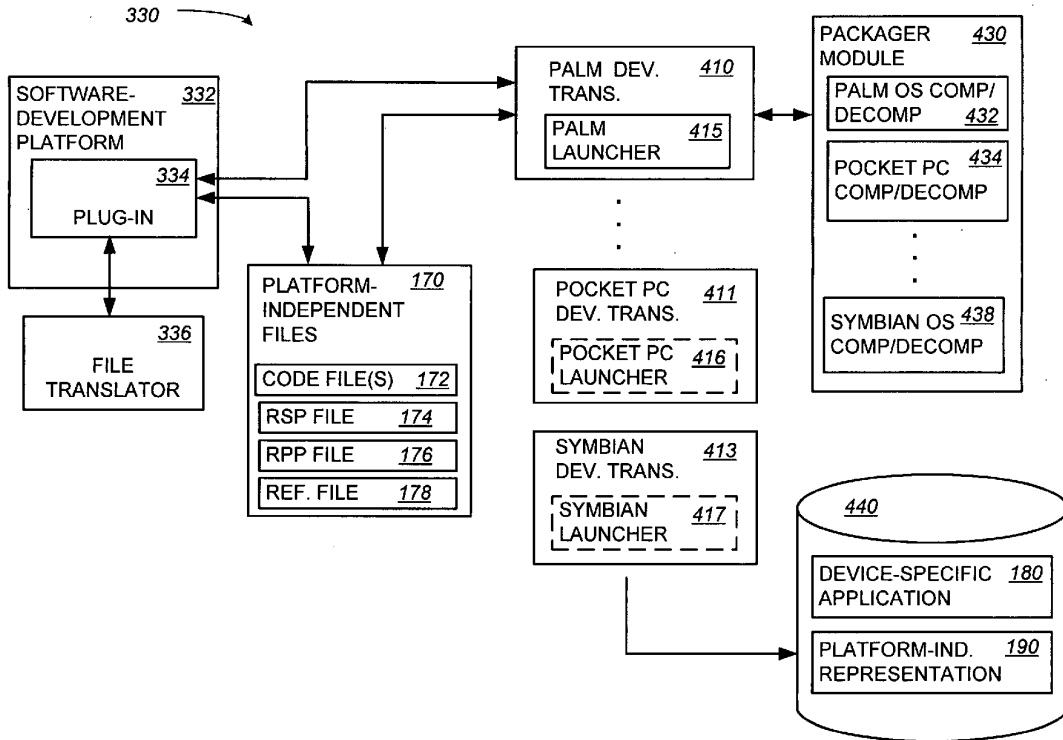 330
SOFTWARE- 332
DEVELOPMENT
PLATFORM
334
PLUG-IN
336
FILE
TRANSLATOR
PLATFORM- 170
INDEPENDENT
FILES
CODE FILE(S) 172
RSP FILE 174
RPP FILE 176
REF. FILE 178
PALM DEV. 410
TRANS.
PALM 415
LAUNCHER
POCKET PC 411
DEV. TRANS.
POCKET PC 416
LAUNCHER
SYMBIAN 413
DEV. TRANS.
SYMBIAN 417
LAUNCHER
PACKAGER 430
MODULE
PALM OS COMP/
DECOMP 432
POCKET PC 434
COMP/DECOMP
SYMBIAN OS 438
COMP/DECOMP
440
DEVICE-SPECIFIC 180
APPLICATION
PLATFORM-IND. 190
REPRESENTATION